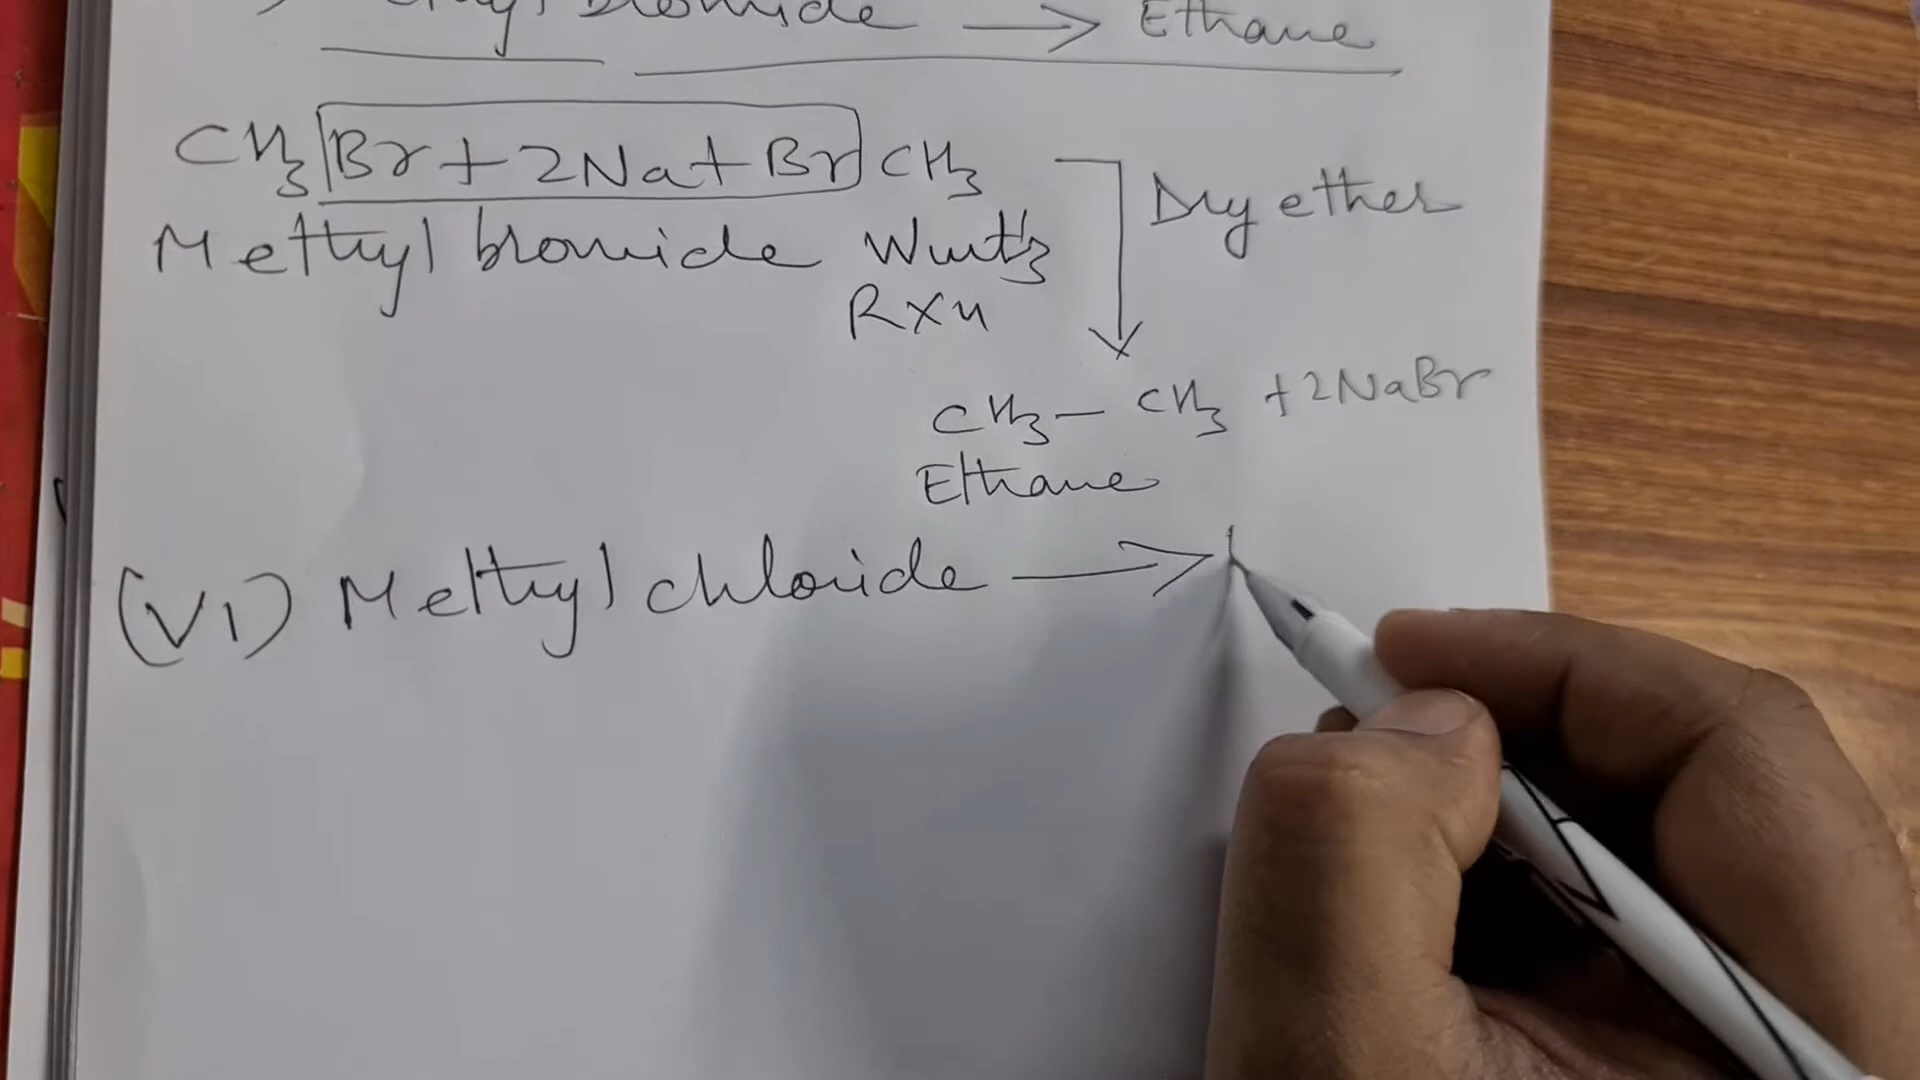 bromide → Ethane
CH3 Br + 2Na + Br CH3
Dry ether
Methyl bromide Wurtz
Rxn
CH3 — CH3 + 2NaBr
Ethane
(VI) Methyl chloride →